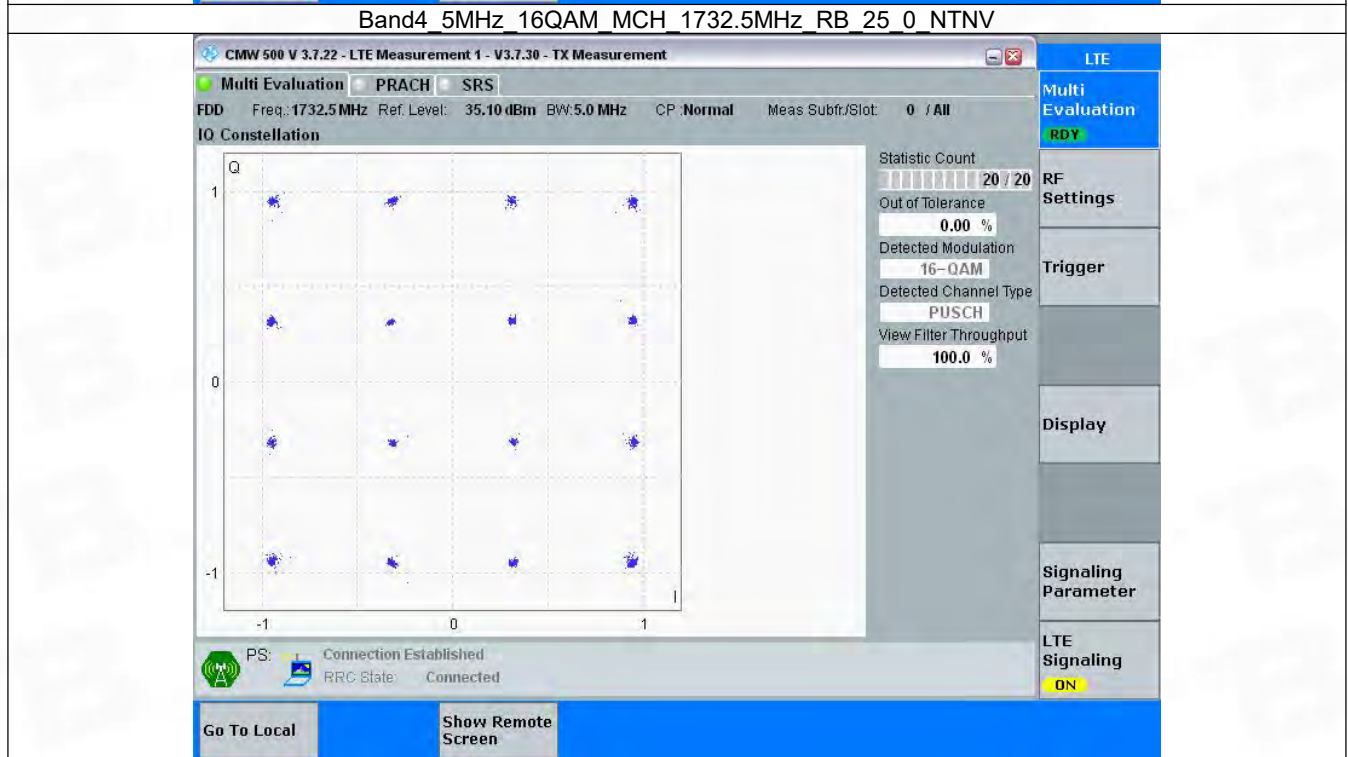 Band4_5MHz_16QAM_MCH_1732.5MHz_RB_25_0_NTNV
CMW 500 V 3.7.22 - LTE Measurement 1 - V3.7.30 - TX Measurement
LTE
Multi Evaluation PRACH SRS
FDD Freq.: 1732.5 MHz Ref. Level: 35.10 dBm BW: 5.0 MHz CP :Normal Meas Subfr./Slot: 0 / All
IQ Constellation
Q
1
0
-1
I
-1 0 1
Statistic Count
20 / 20
Out of Tolerance
0.00 %
Detected Modulation
16-QAM
Detected Channel Type
PUSCH
View Filter Throughput
100.0 %
Multi
Evaluation
RDY
RF
Settings
Trigger
Display
Signaling
Parameter
LTE
Signaling
ON
PS: Connection Established
RRC State: Connected
Go To Local
Show Remote
Screen